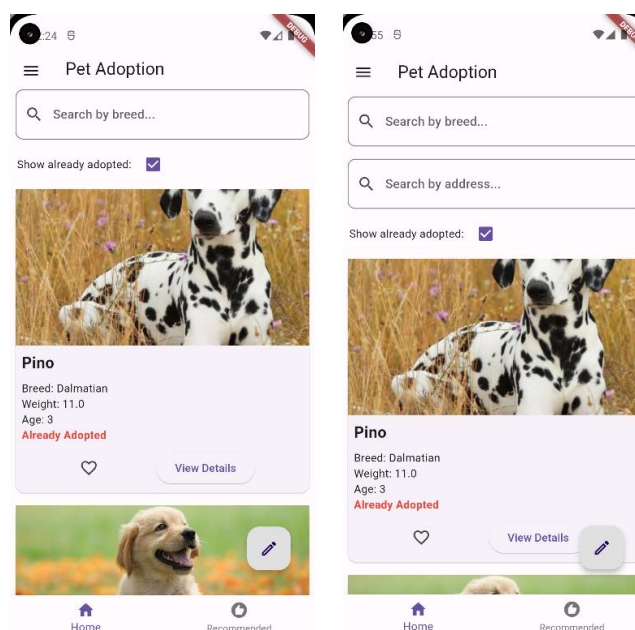 :24
DEBUG
Pet Adoption
Search by breed...
Show already adopted:
Pino
Breed: Dalmatian
Weight: 11.0
Age: 3
Already Adopted
View Details
Home
Recommended
55
Pet Adoption
Search by breed...
Search by address...
Show already adopted:
Pino
Breed: Dalmatian
Weight: 11.0
Age: 3
Already Adopted
View Details
Home
Recommended